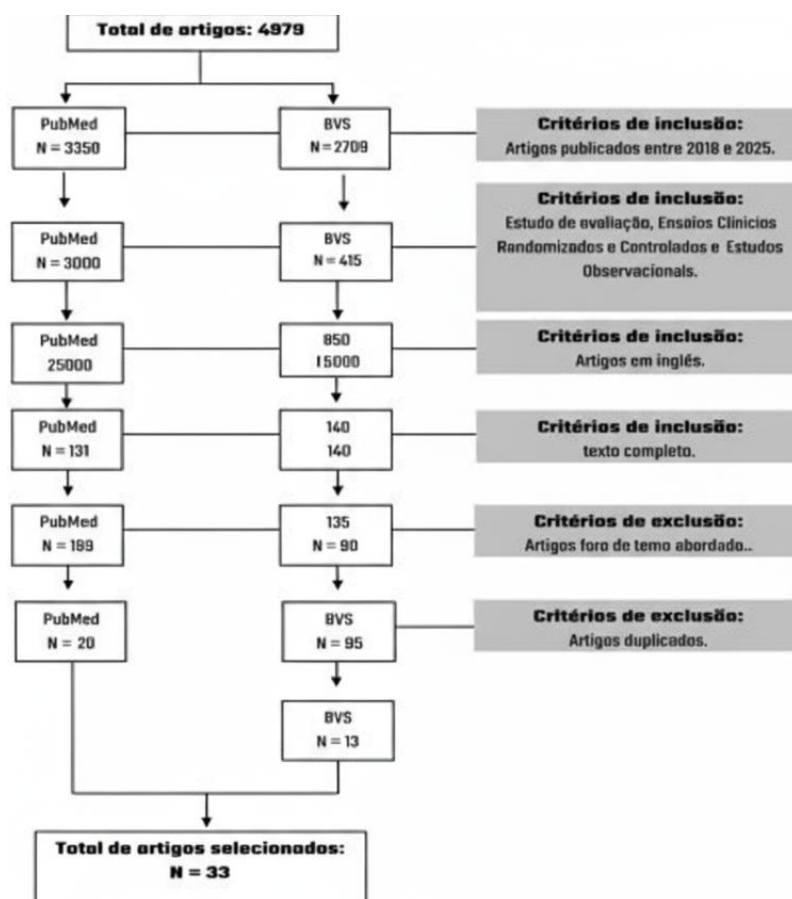 Total de artigos: 4979
PubMed
N = 3350
BVS
N = 2709
Critérios de inclusão:
Artigos publicados entre 2018 e 2025.
PubMed
N = 3000
BVS
N = 415
Critérios de inclusão:
Estudo de avaliação, Ensaios Clinicios
Randomizados e Controlados e Estudos
Observacionals.
PubMed
25000
850
15000
Critérios de inclusão:
Artigos em inglês.
PubMed
N = 131
140
140
Critérios de inclusão:
texto completo.
PubMed
N = 189
135
N = 90
Critérios de exclusão:
Artigos fora de temo abordado..
PubMed
N = 20
BVS
N = 95
Critérios de exclusão:
Artigos duplicados.
BVS
N = 13
Total de artigos selecionados:
N = 33